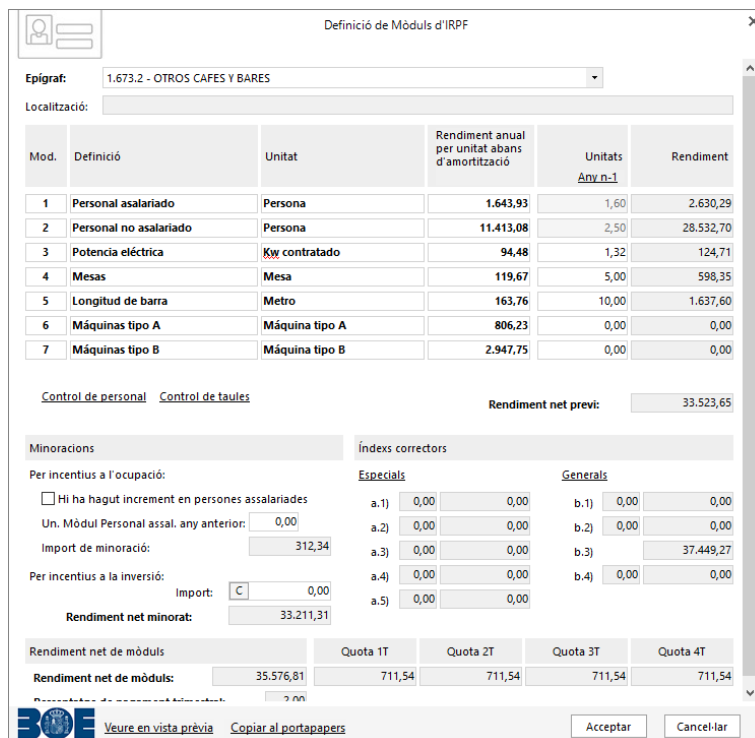 Definició de Mòduls d'IRPF
Epígraf: 1.673.2 - OTROS CAFES Y BARES
Localització:
Mod. Definició Unitat Rendiment anual per unitat abans d'amortització Unitats Any n-1 Rendiment
1 Personal asalariado Persona 1.643,93 1,60 2.630,29
2 Personal no asalariado Persona 11.413,08 2,50 28.532,70
3 Potencia eléctrica Kw contratado 94,48 1,32 124,71
4 Mesas Mesa 119,67 5,00 598,35
5 Longitud de barra Metro 163,76 10,00 1.637,60
6 Máquinas tipo A Máquina tipo A 806,23 0,00 0,00
7 Máquinas tipo B Máquina tipo B 2.947,75 0,00 0,00
Control de personal Control de taules Rendiment net previi: 33.523,65
Minoracions Índexs correctors
Per incentius a l'ocupació: Especials Generals
Hi ha hagut increment en persones assalariades a.1) 0,00 0,00 b.1) 0,00 0,00
Un. Mòdul Personal assal. any anterior: 0,00 a.2) 0,00 0,00 b.2) 0,00 0,00
Import de minoració: 312,34 a.3) 0,00 0,00 b.3) 37.449,27
Per incentius a la inversió: a.4) 0,00 0,00 b.4) 0,00 0,00
Import: C 0,00 a.5) 0,00 0,00
Rendiment net minorat: 33.211,31
Rendiment net de mòduls Quota 1T Quota 2T Quota 3T Quota 4T
Rendiment net de mòduls: 35.576,81 711,54 711,54 711,54 711,54
Percentatge de pagament trimestral: 2,00
BOE Veure en vista prèvia Copiar al portapapers Acceptar Cancel·lar